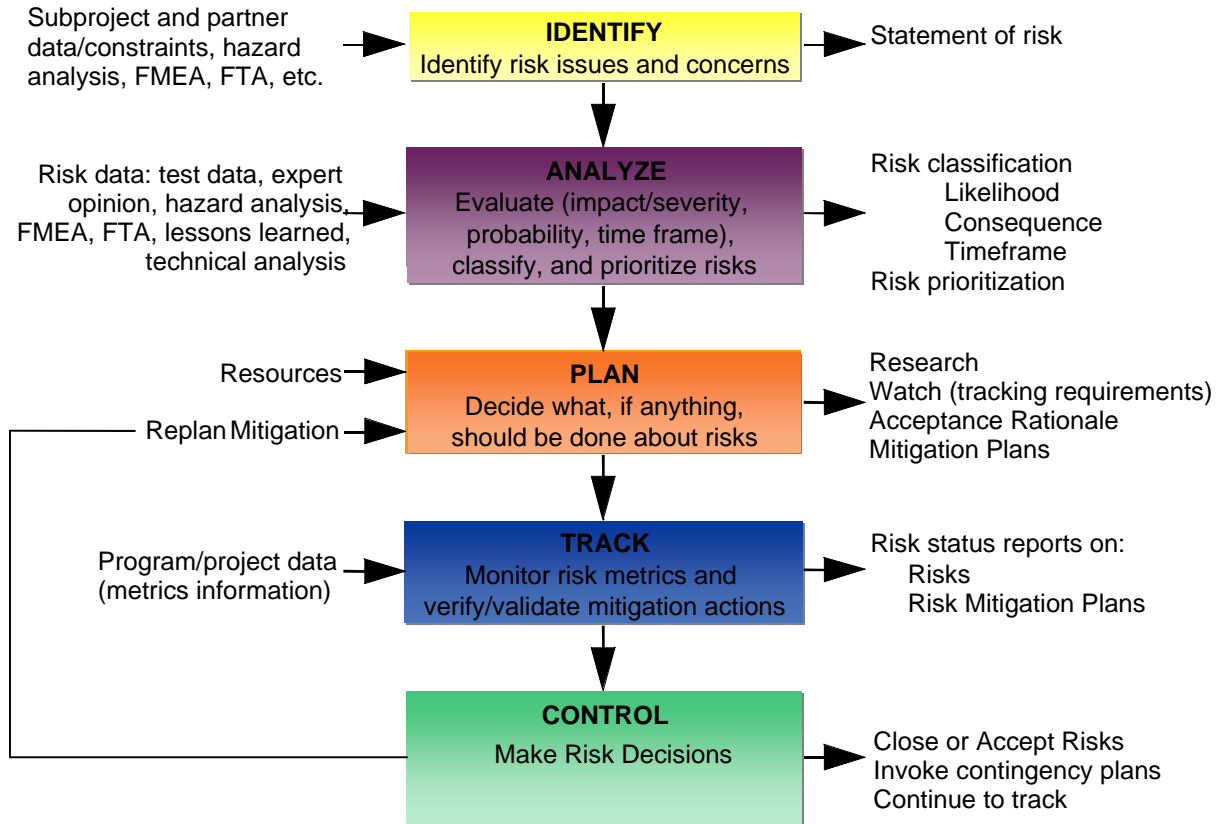 Subproject and partner
data/constraints, hazard
analysis, FMEA, FTA, etc.
IDENTIFY
Identify risk issues and concerns
Statement of risk
Risk data: test data, expert
opinion, hazard analysis,
FMEA, FTA, lessons learned,
technical analysis
ANALYZE
Evaluate (impact/severity,
probability, time frame),
classify, and prioritize risks
Risk classification
Likelihood
Consequence
Timeframe
Risk prioritization
Resources
Replan Mitigation
PLAN
Decide what, if anything,
should be done about risks
Research
Watch (tracking requirements)
Acceptance Rationale
Mitigation Plans
Program/project data
(metrics information)
TRACK
Monitor risk metrics and
verify/validate mitigation actions
Risk status reports on:
Risks
Risk Mitigation Plans
CONTROL
Make Risk Decisions
Close or Accept Risks
Invoke contingency plans
Continue to track